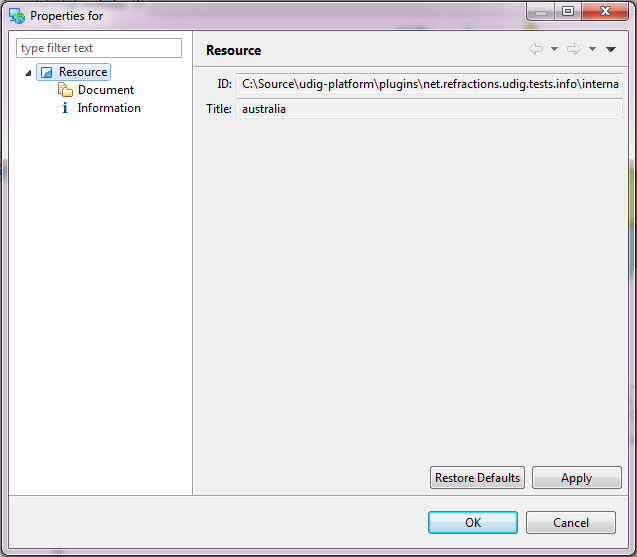 Properties for
type filter text
Resource
Document
Information
Resource
ID: C:\Source\udig-platform\plugins\net.refractions.udig.tests.info\interna
Title: australia
Restore Defaults Apply
OK Cancel